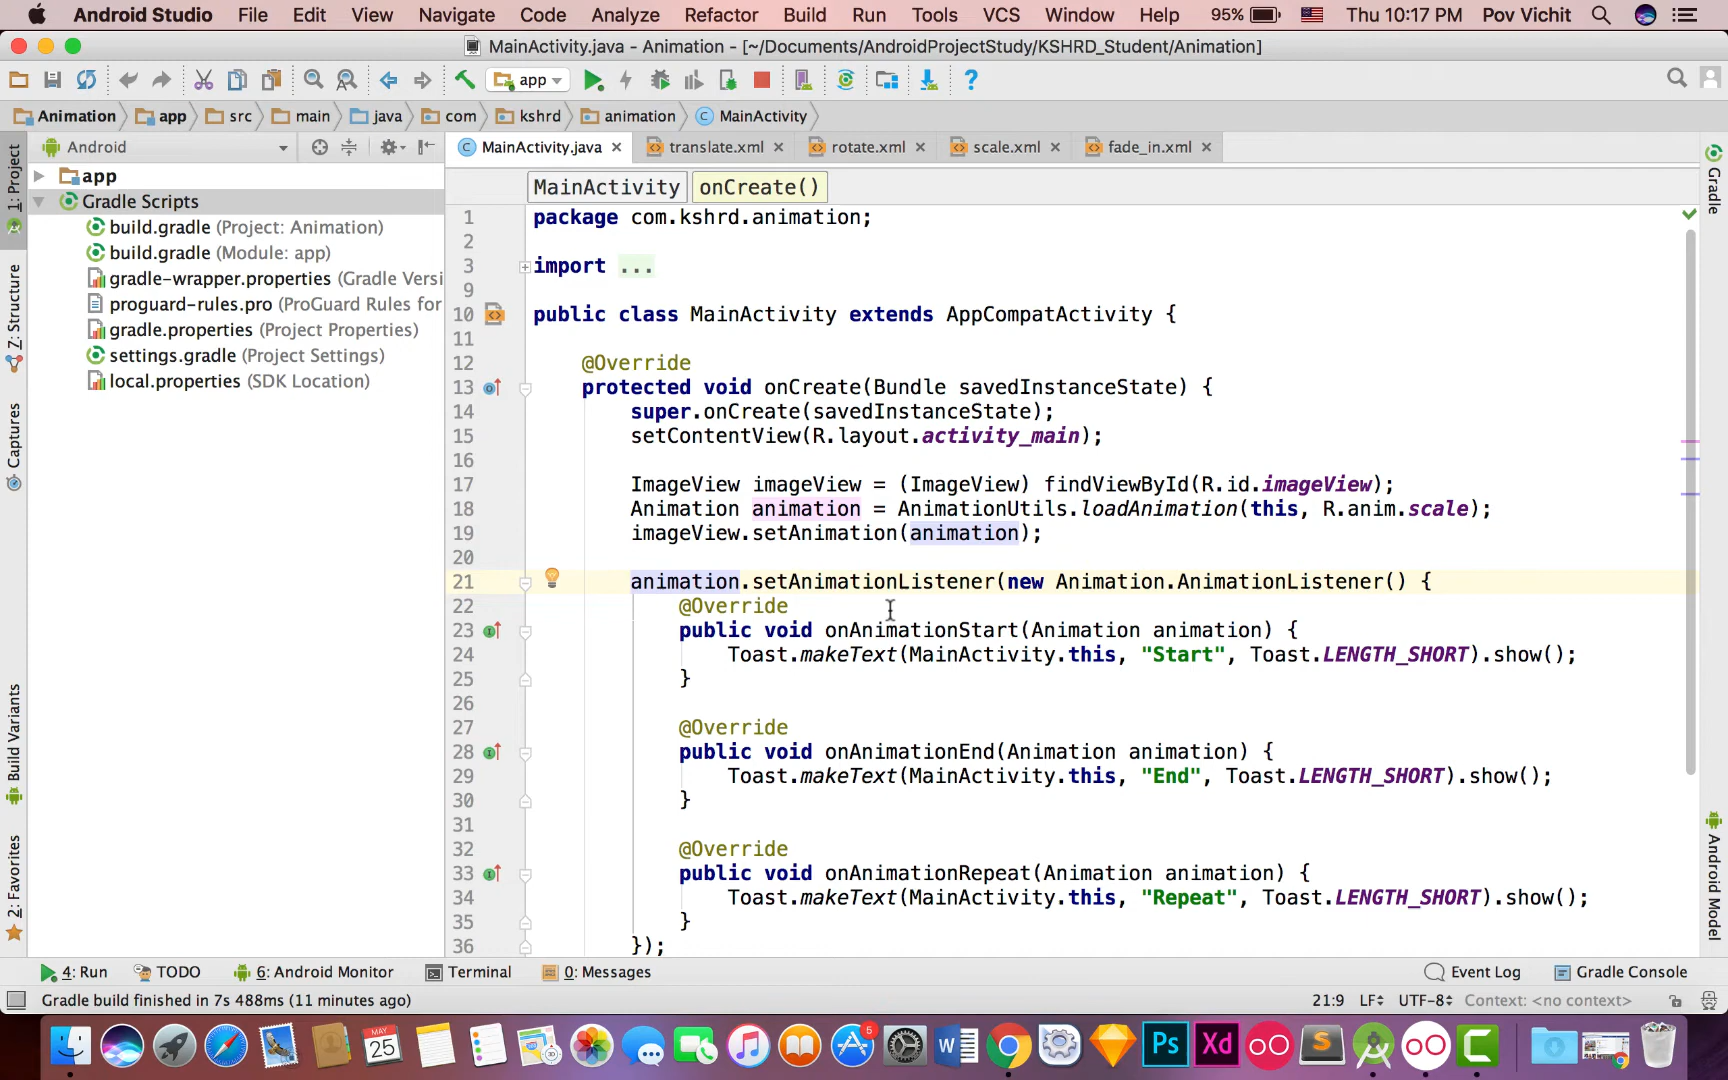 Android Studio File Edit View Navigate Code Analyze Refactor Build Run Tools VCS Window Help 95% Thu 10:17 PM Pov Vichit
MainActivity.java - Animation - [~/Documents/AndroidProjectStudy/KSHRD_Student/Animation]
app
Animation app src main java com kshrd animation MainActivity
Android
MainActivity.java translate.xml rotate.xml scale.xml fade_in.xml
MainActivity onCreate()
1: Project
Z: Structure
Captures
Build Variants
2: Favorites
app
Gradle Scripts
build.gradle (Project: Animation)
build.gradle (Module: app)
gradle-wrapper.properties (Gradle Versi
proguard-rules.pro (ProGuard Rules for
gradle.properties (Project Properties)
settings.gradle (Project Settings)
local.properties (SDK Location)
1 package com.kshrd.animation;
2
3 import ...
9
10 public class MainActivity extends AppCompatActivity {
11
12 @Override
13 protected void onCreate(Bundle savedInstanceState) {
14 super.onCreate(savedInstanceState);
15 setContentView(R.layout.activity_main);
16
17 ImageView imageView = (ImageView) findViewById(R.id.imageView);
18 Animation animation = AnimationUtils.loadAnimation(this, R.anim.scale);
19 imageView.setAnimation(animation);
20
21 animation.setAnimationListener(new Animation.AnimationListener() {
22 @Override
23 public void onAnimationStart(Animation animation) {
24 Toast.makeText(MainActivity.this, "Start", Toast.LENGTH_SHORT).show();
25 }
26
27 @Override
28 public void onAnimationEnd(Animation animation) {
29 Toast.makeText(MainActivity.this, "End", Toast.LENGTH_SHORT).show();
30 }
31
32 @Override
33 public void onAnimationRepeat(Animation animation) {
34 Toast.makeText(MainActivity.this, "Repeat", Toast.LENGTH_SHORT).show();
35 }
36 });
Gradle
Android Model
4: Run TODO 6: Android Monitor Terminal 0: Messages Event Log Gradle Console
Gradle build finished in 7s 488ms (11 minutes ago) 21:9 LF UTF-8 Context: <no context>
MAY
25
5
W
Ps
Xd
S
C